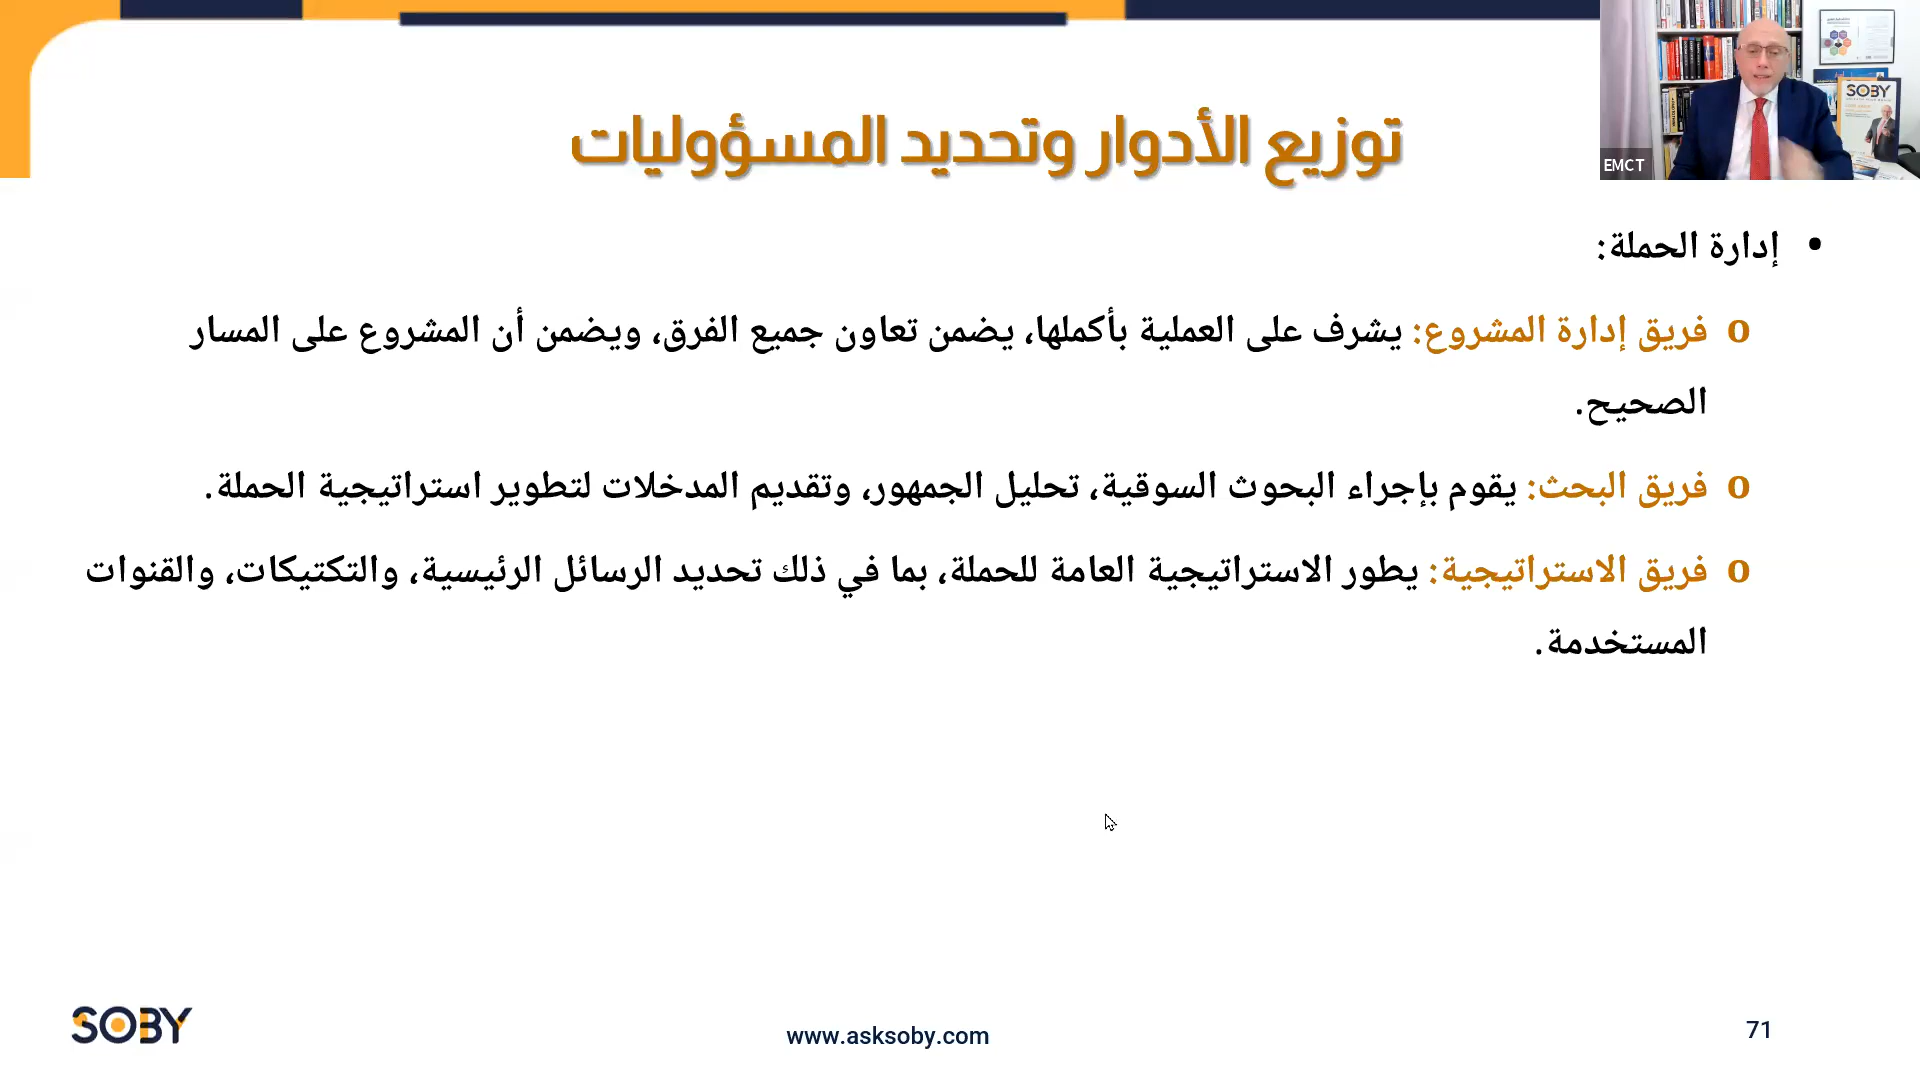 توزيع الأدوار وتحديد المسؤوليات
SOBY
EMCT
• إدارة الحملة:
o فريق إدارة المشروع: يشرف على العملية بأكملها، يضمن تعاون جميع الفرق، ويضمن أن المشروع على المسار
الصحيح.
o فريق البحث: يقوم بإجراء البحوث السوقية، تحليل الجمهور، وتقديم المدخلات لتطوير استراتيجية الحملة.
o فريق الاستراتيجية: يطور الاستراتيجية العامة للحملة، بما في ذلك تحديد الرسائل الرئيسية، والتكتيكات، والقنوات
المستخدمة.
SOBY
www.asksoby.com
71